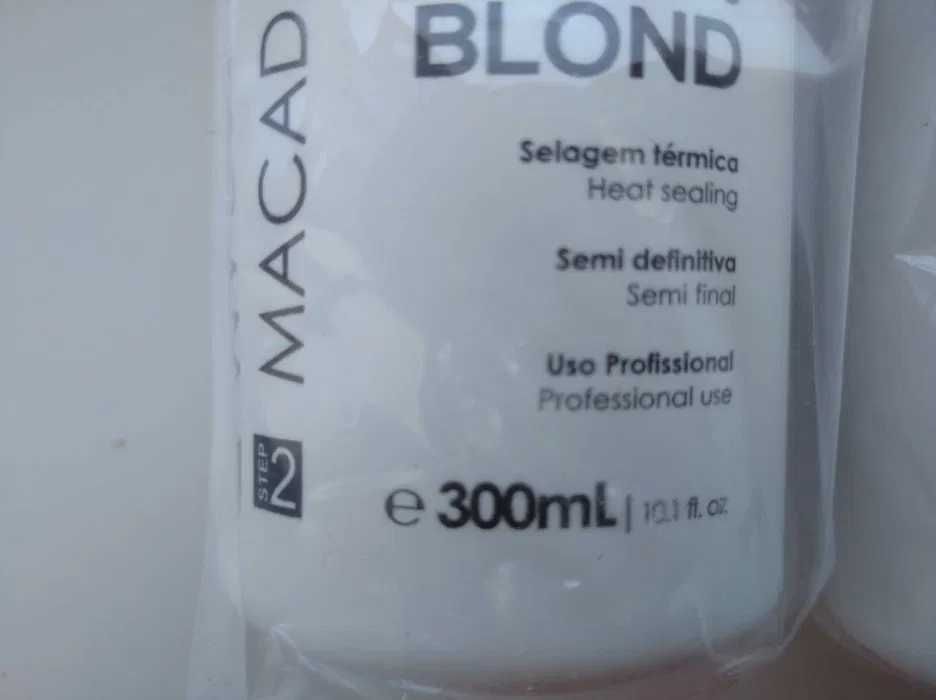 BLOND
Selagem térmica
Heat sealing
Semi definitiva
Semi final
Uso Profissional
Professional use
e 300mL | 10.1 fl. oz
MACAD
STEP 2